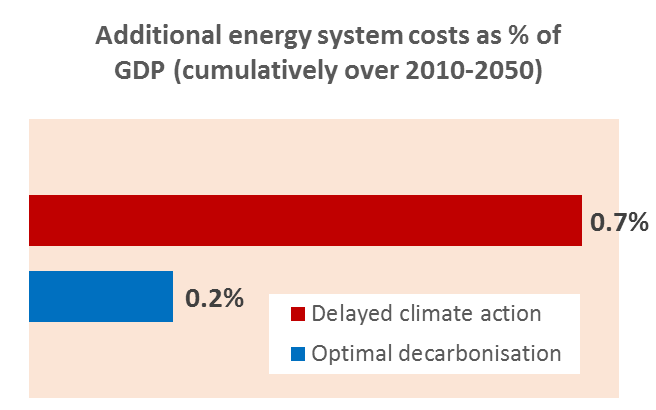 Additional energy system costs as % of
GDP (cumulatively over 2010-2050)
0.7%
0.2%
Delayed climate action
Optimal decarbonisation